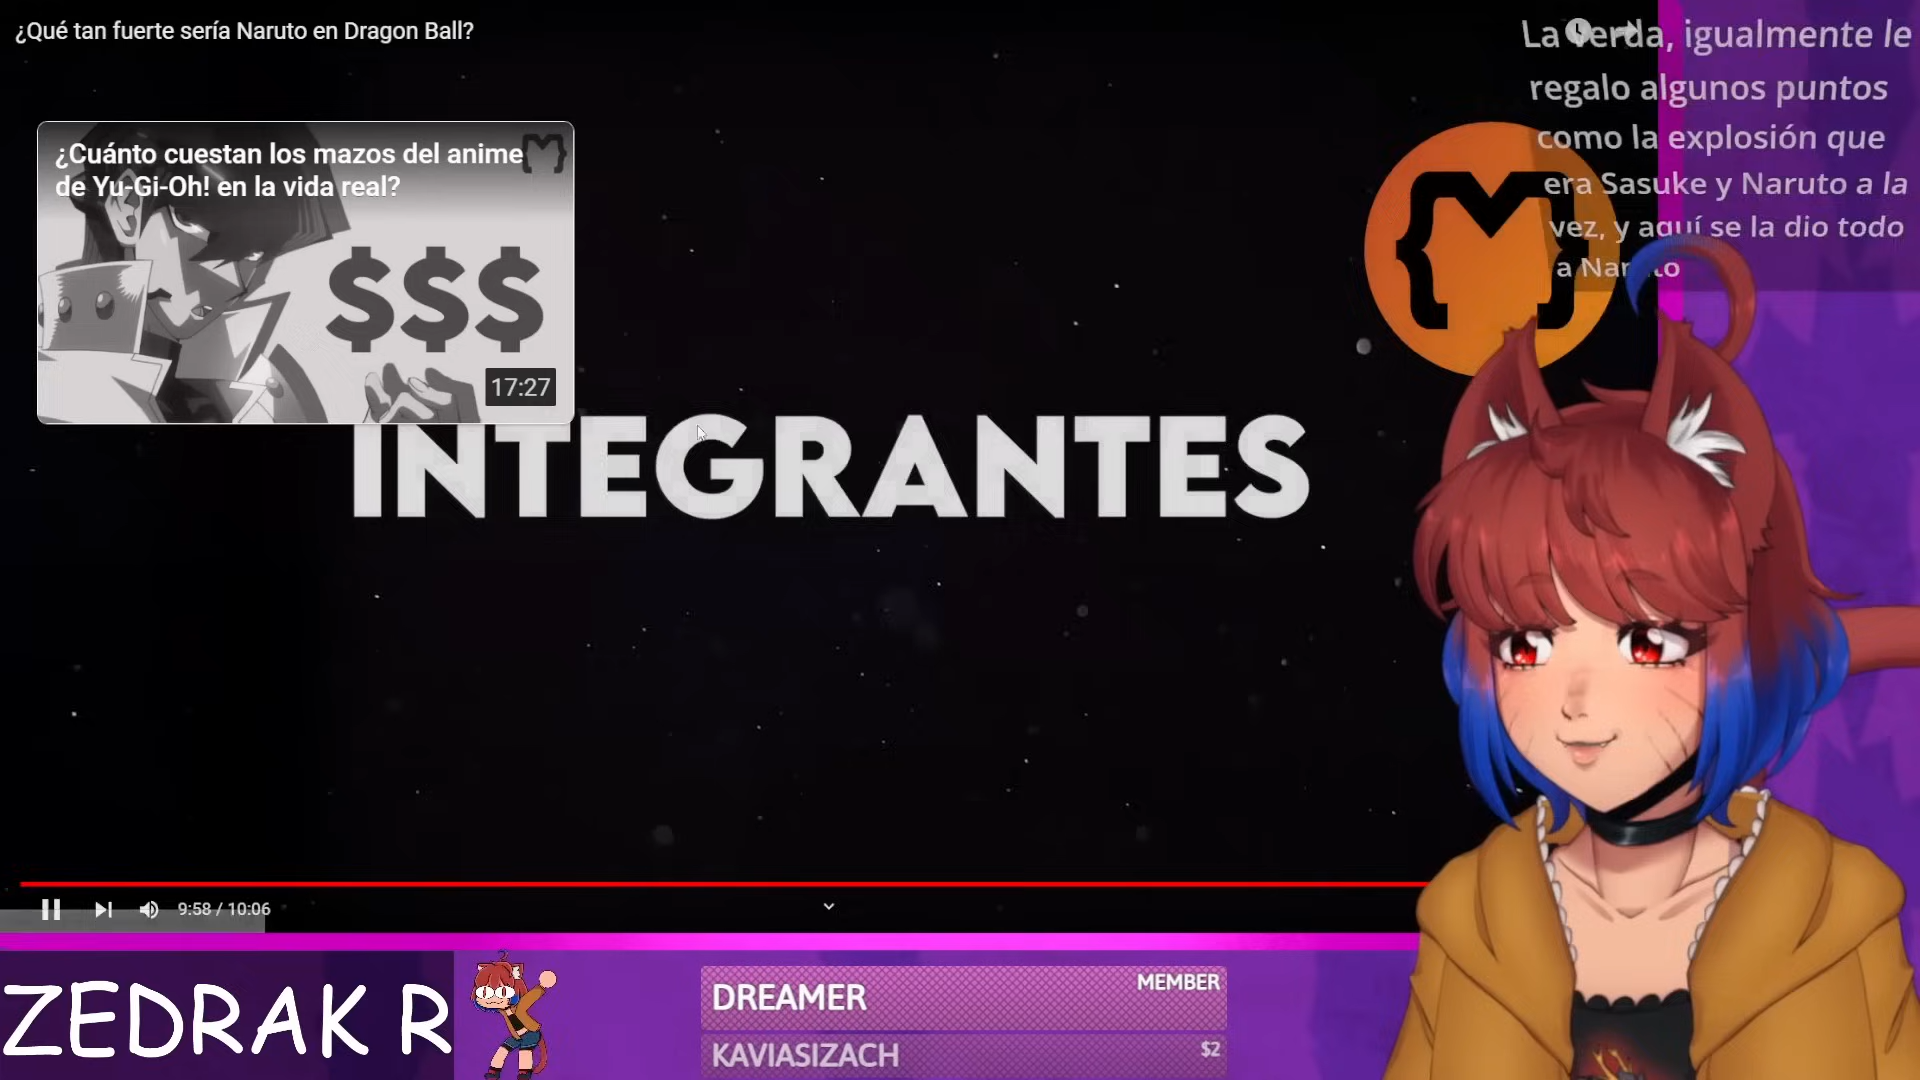 ¿Qué tan fuerte sería Naruto en Dragon Ball?
La verda, igualmente le
regalo algunos puntos
como la explosión que
era Sasuke y Naruto a la
vez, y aquí se la dio todo
a Naruto
¿Cuánto cuestan los mazos del anime
de Yu-Gi-Oh! en la vida real?
$$$
17:27
INTEGRANTES
9:58 / 10:06
ZEDRAK R
DREAMER
MEMBER
KAVIASIZACH
$2